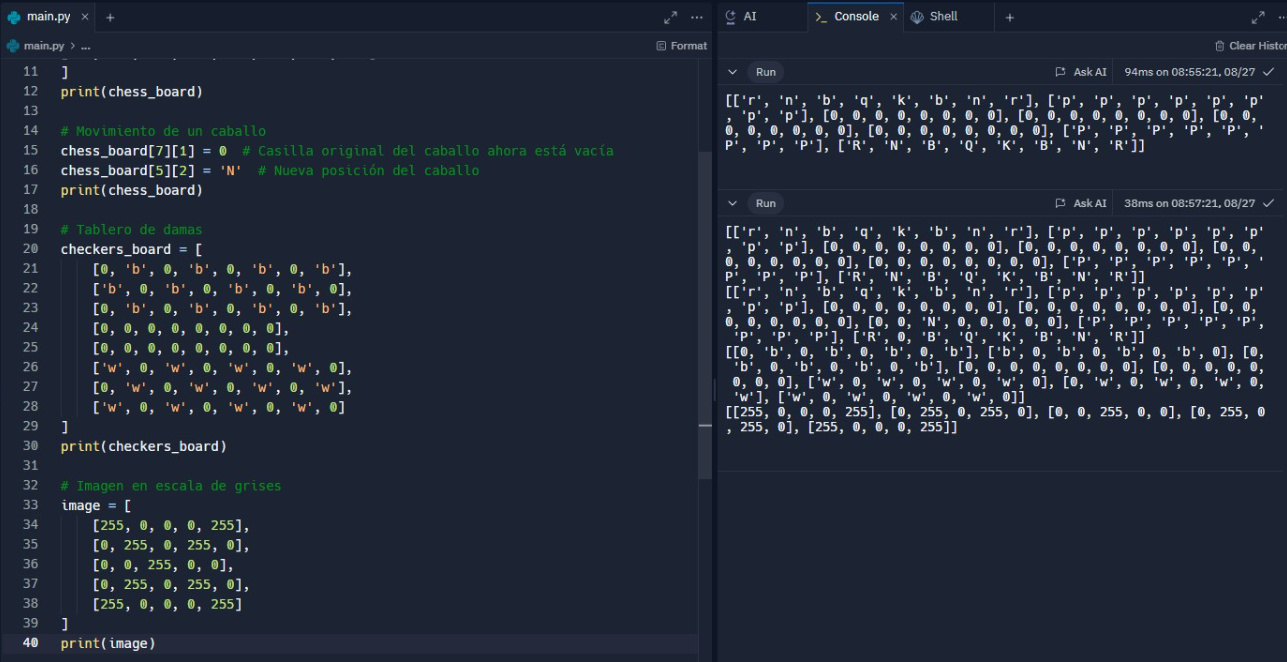 main.py × +
main.py > ...
Format
11 ]
12 print(chess_board)
13
14 # Movimiento de un caballo
15 chess_board[7][1] = 0  # Casilla original del caballo ahora está vacía
16 chess_board[5][2] = 'N'  # Nueva posición del caballo
17 print(chess_board)
18
19 # Tablero de damas
20 checkers_board = [
21     [0, 'b', 0, 'b', 0, 'b', 0, 'b'],
22     ['b', 0, 'b', 0, 'b', 0, 'b', 0],
23     [0, 'b', 0, 'b', 0, 'b', 0, 'b'],
24     [0, 0, 0, 0, 0, 0, 0, 0],
25     [0, 0, 0, 0, 0, 0, 0, 0],
26     ['w', 0, 'w', 0, 'w', 0, 'w', 0],
27     [0, 'w', 0, 'w', 0, 'w', 0, 'w'],
28     ['w', 0, 'w', 0, 'w', 0, 'w', 0]
29 ]
30 print(checkers_board)
31
32 # Imagen en escala de grises
33 image = [
34     [255, 0, 0, 0, 255],
35     [0, 255, 0, 255, 0],
36     [0, 0, 255, 0, 0],
37     [0, 255, 0, 255, 0],
38     [255, 0, 0, 0, 255]
39 ]
40 print(image)
AI
Console × Shell +
Clear Histor
Run Ask AI 94ms on 08:55:21, 08/27
[['r', 'n', 'b', 'q', 'k', 'b', 'n', 'r'], ['p', 'p', 'p', 'p', 'p', 'p'
, 'p', 'p'], [0, 0, 0, 0, 0, 0, 0, 0], [0, 0, 0, 0, 0, 0, 0, 0], [0, 0,
0, 0, 0, 0, 0, 0], [0, 0, 0, 0, 0, 0, 0, 0], ['P', 'P', 'P', 'P', 'P', '
P', 'P', 'P'], ['R', 'N', 'B', 'Q', 'K', 'B', 'N', 'R']]
Run Ask AI 38ms on 08:57:21, 08/27
[['r', 'n', 'b', 'q', 'k', 'b', 'n', 'r'], ['p', 'p', 'p', 'p', 'p', 'p'
, 'p', 'p'], [0, 0, 0, 0, 0, 0, 0, 0], [0, 0, 0, 0, 0, 0, 0, 0], [0, 0,
0, 0, 0, 0, 0, 0], [0, 0, 0, 0, 0, 0, 0, 0], ['P', 'P', 'P', 'P', 'P', '
P', 'P', 'P'], ['R', 'N', 'B', 'Q', 'K', 'B', 'N', 'R']]
[['r', 'n', 'b', 'q', 'k', 'b', 'n', 'r'], ['p', 'p', 'p', 'p', 'p', 'p'
, 'p', 'p'], [0, 0, 0, 0, 0, 0, 0, 0], [0, 0, 0, 0, 0, 0, 0, 0], [0, 0,
0, 0, 0, 0, 0, 0], [0, 0, 'N', 0, 0, 0, 0, 0], ['P', 'P', 'P', 'P', 'P',
 'P', 'P', 'P'], ['R', 0, 'B', 'Q', 'K', 'B', 'N', 'R']]
[[0, 'b', 0, 'b', 0, 'b', 0, 'b'], ['b', 0, 'b', 0, 'b', 0, 'b', 0], [0,
 'b', 0, 'b', 0, 'b', 0, 'b'], [0, 0, 0, 0, 0, 0, 0, 0], [0, 0, 0, 0, 0,
 0, 0, 0], ['w', 0, 'w', 0, 'w', 0, 'w', 0], [0, 'w', 0, 'w', 0, 'w', 0,
 'w'], ['w', 0, 'w', 0, 'w', 0, 'w', 0]]
[[255, 0, 0, 0, 255], [0, 255, 0, 255, 0], [0, 0, 255, 0, 0], [0, 255, 0
, 255, 0], [255, 0, 0, 0, 255]]